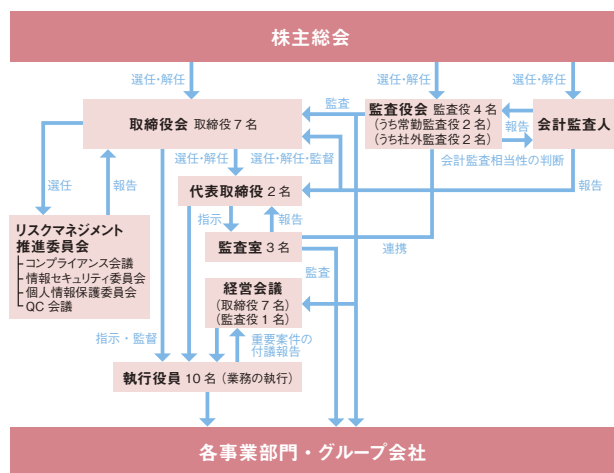 株主総会
選任・解任
選任・解任
選任・解任
監査
取締役会 取締役7名
監査役会 監査役4名
(うち常勤監査役2名)
(うち社外監査役2名)
報告
会計監査人
会計監査相当性の判断
選任・解任
選任・解任・監督
選任
報告
報告
代表取締役 2名
指示
報告
リスクマネジメント
推進委員会
コンプライアンス会議
情報セキュリティ委員会
個人情報保護委員会
QC会議
監査室 3名
連携
監査
経営会議
(取締役7名)
(監査役1名)
指示・監督
重要案件の
付議報告
執行役員 10名(業務の執行)
各事業部門・グループ会社